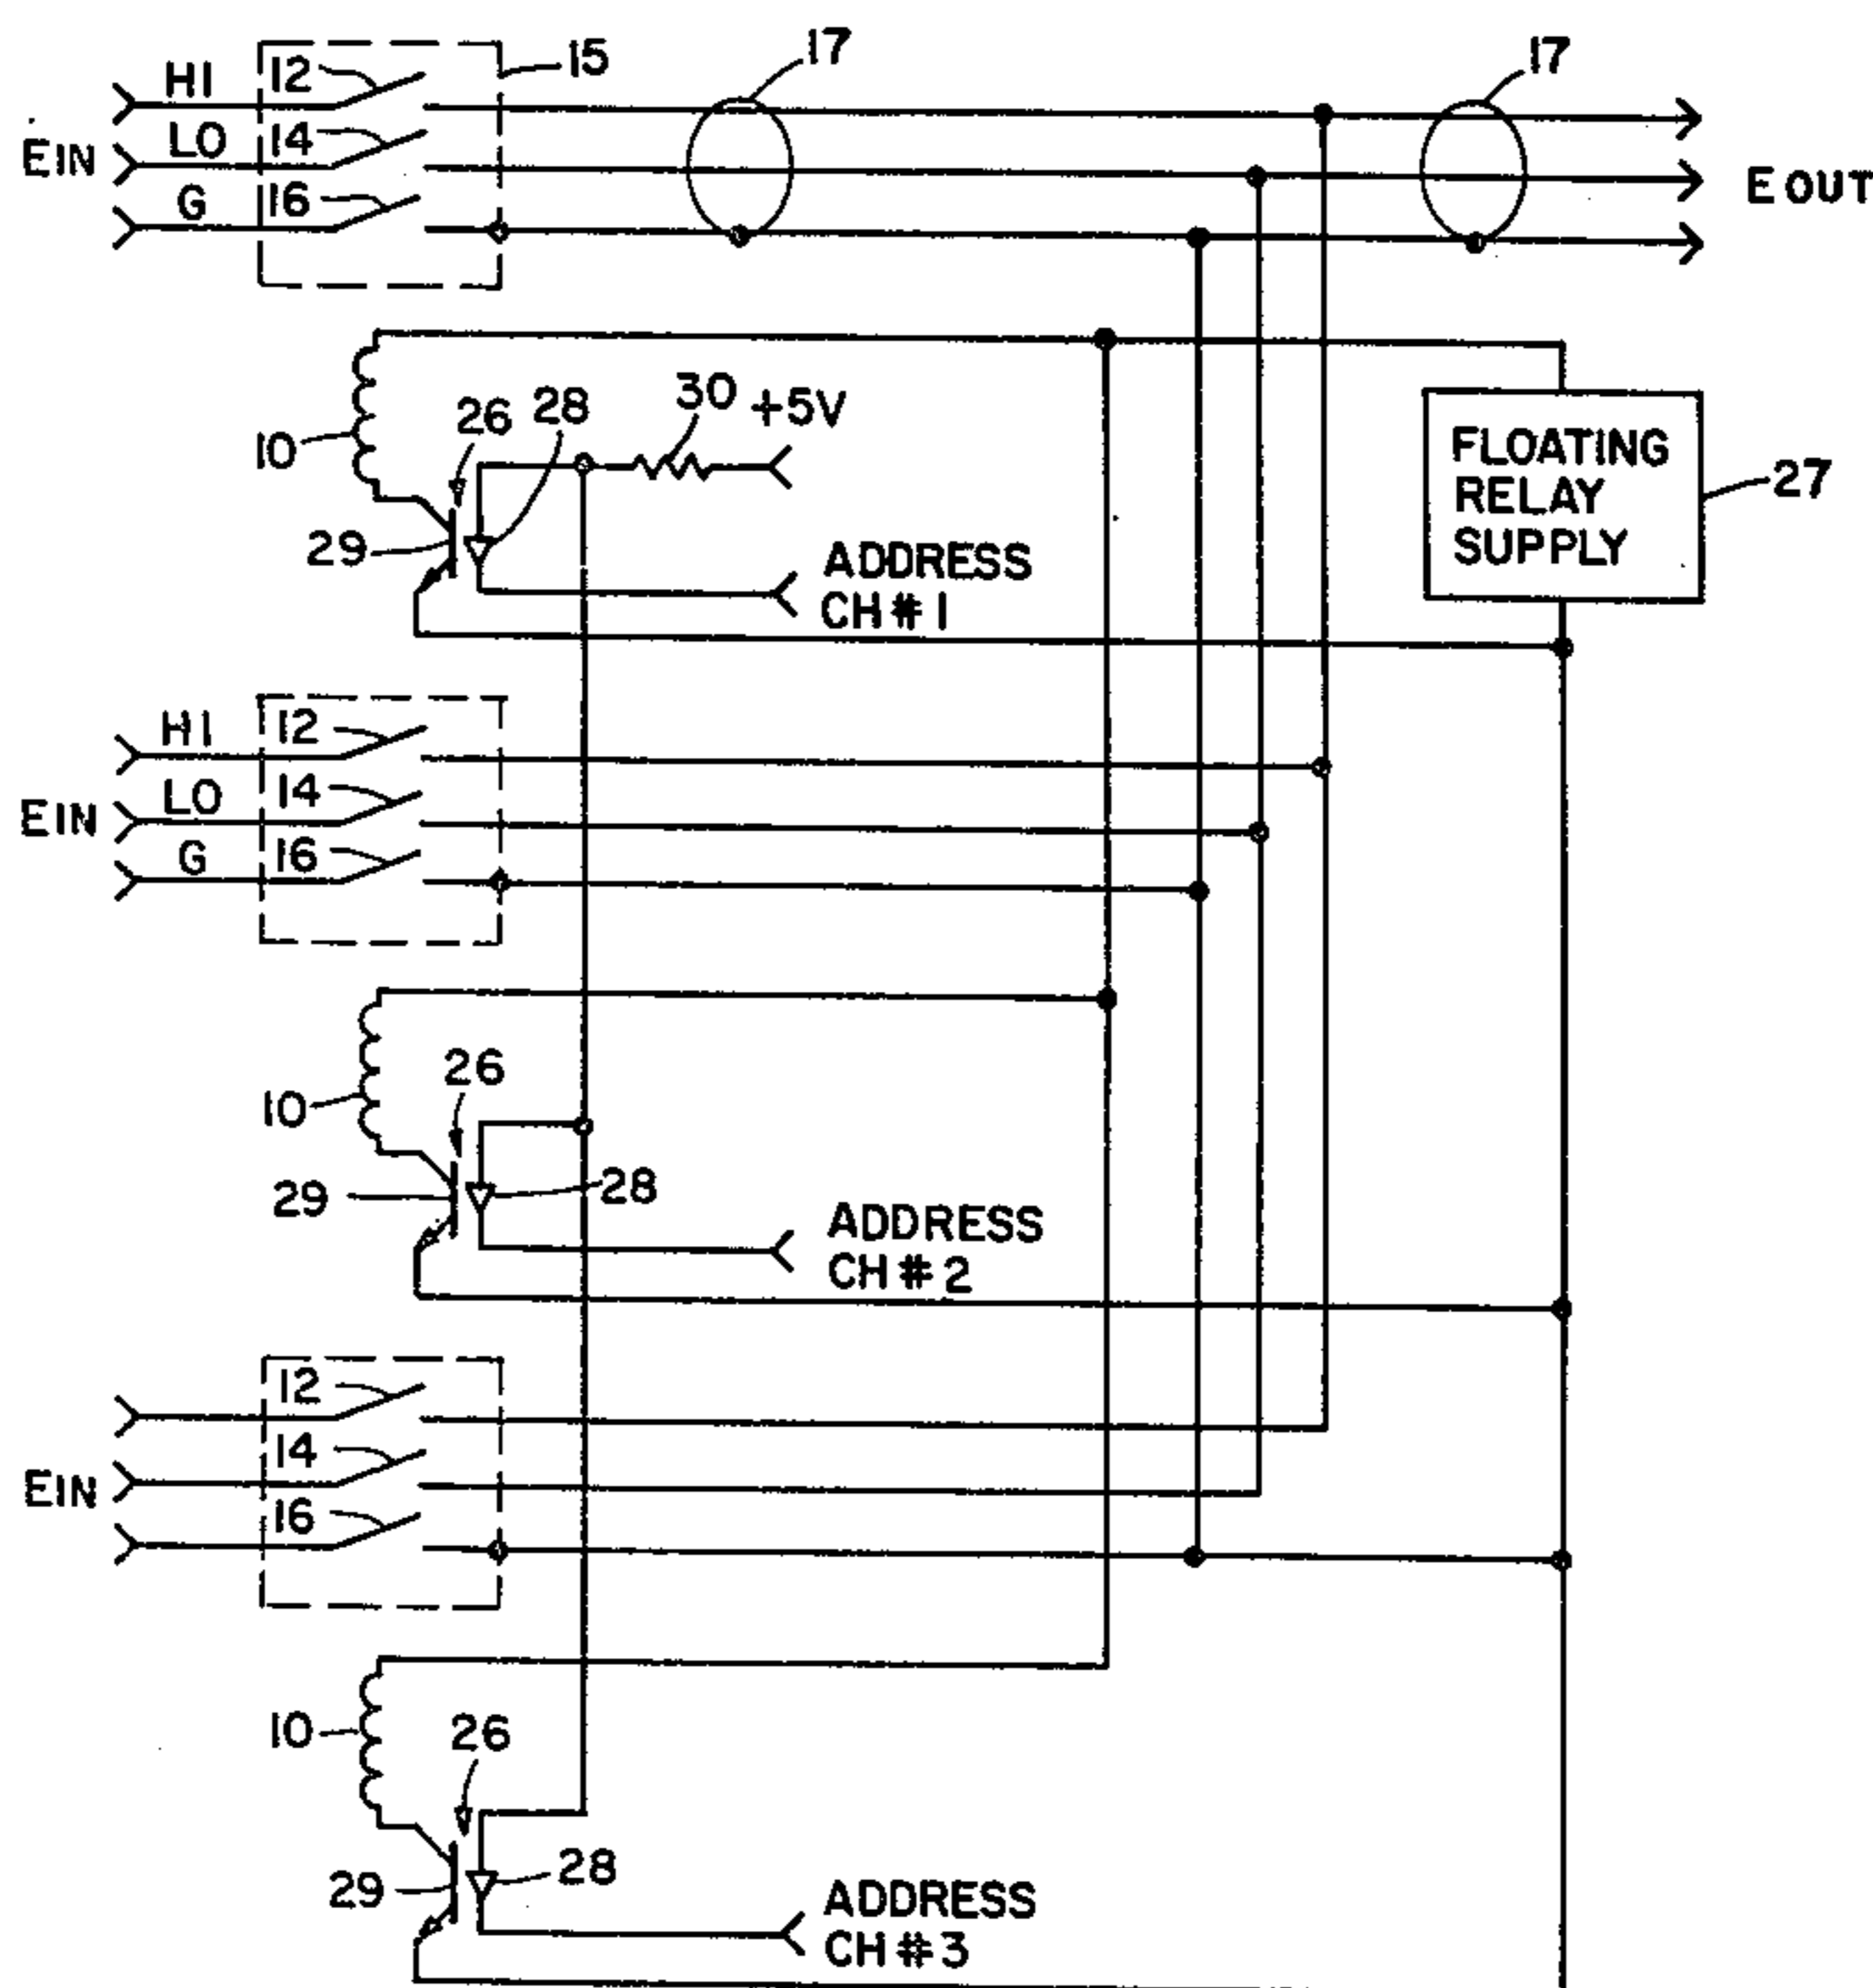 HI 12 15 17 17
EIN LO 14
G 16 E OUT
10 26 28 30 +5V
29
ADDRESS
CH#1
FLOATING
RELAY
SUPPLY
27
HI 12
EIN LO 14
G 16
10 26
29 28
ADDRESS
CH#2
12
EIN 14
16
10 26
29 28
ADDRESS
CH#3